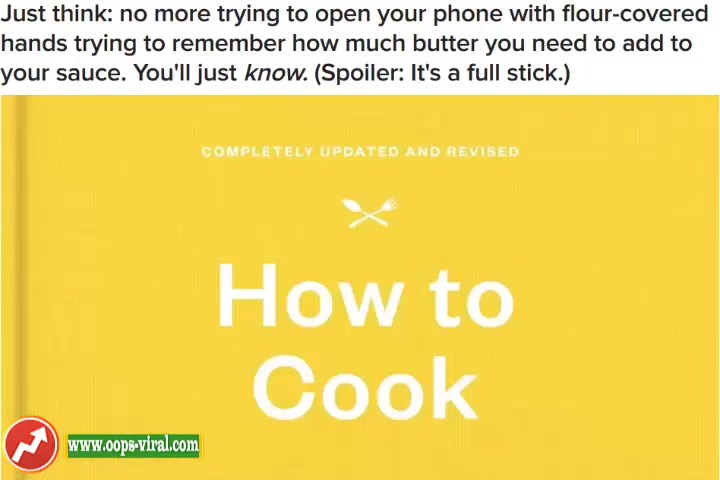 Just think: no more trying to open your phone with flour-covered
hands trying to remember how much butter you need to add to
your sauce. You'll just know. (Spoiler: It's a full stick.)
COMPLETELY UPDATED AND REVISED
How to
Cook
www.oops-viral.com